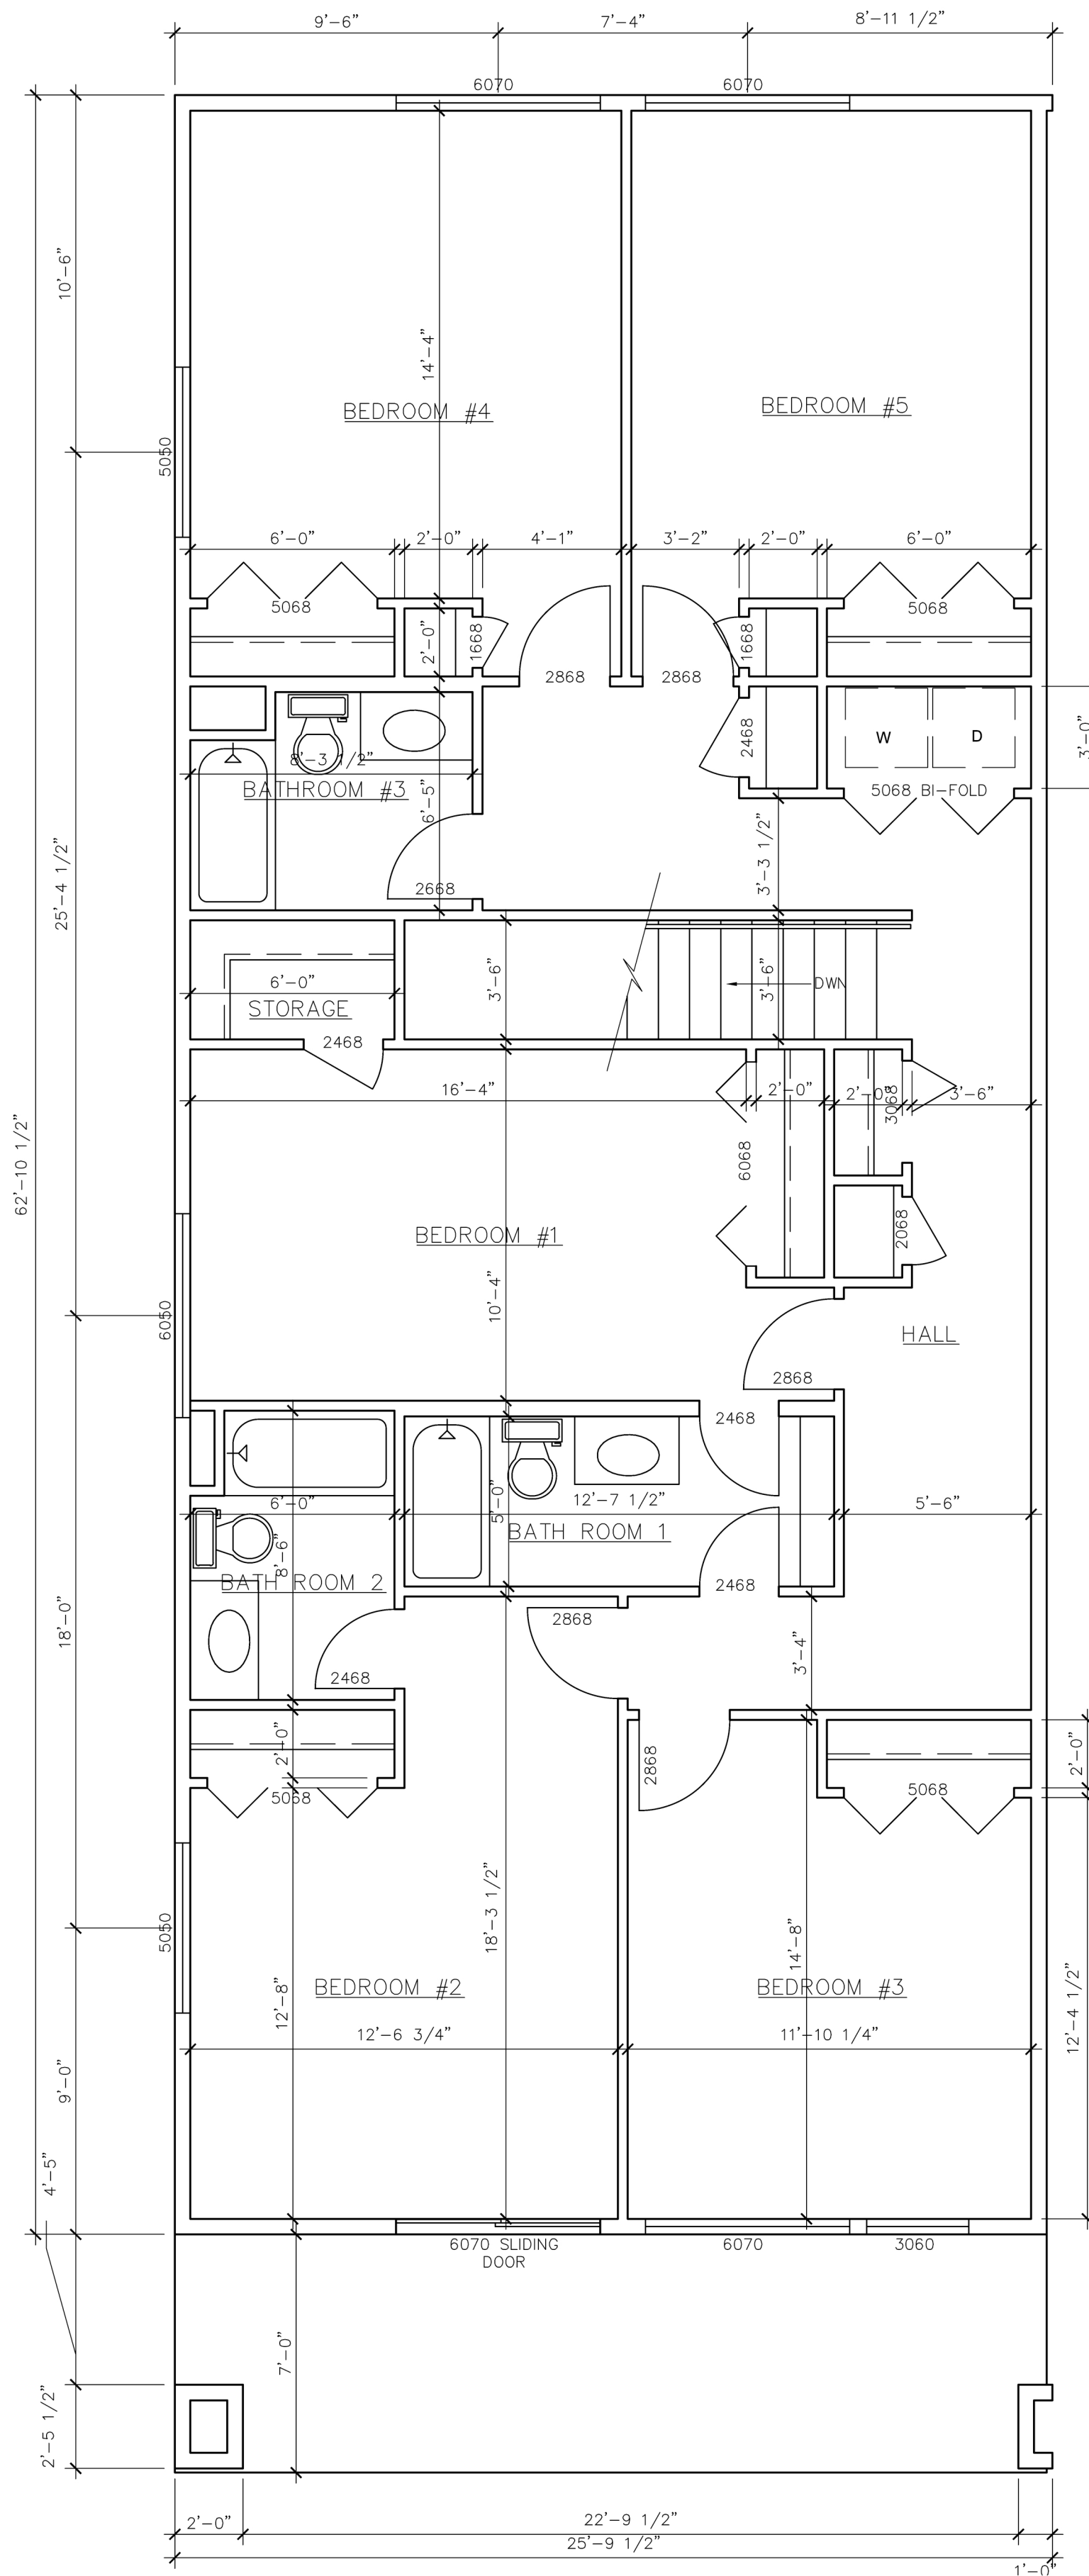 9'-6" 7'-4" 8'-11 1/2"
6070 6070
10'-6"
14'-4"
BEDROOM #4 BEDROOM #5
5050
6'-0" 2'-0" 4'-1" 3'-2" 2'-0" 6'-0"
5068 5068
2'-0" 1668 1668
2868 2868
2468 W D 3'-0"
8'-3 1/2"
BATHROOM #3 6'-5" 5068 BI-FOLD
3'-3 1/2"
25'-4 1/2"
2668
6'-0" 3'-6" 3'-6" DWN
STORAGE
2468
16'-4" 2'-0" 2'-0" 3068 3'-6"
62'-10 1/2"
6068
2068
BEDROOM #1
10'-4"
6050
HALL
2868
2468
6'-0" 5'-0" 12'-7 1/2" 5'-6"
BATH ROOM 1
8'-6"
BATH ROOM 2 2468
18'-0"
2868
3'-4"
2468
2'-0" 2868 2'-0"
5068 5068
5050
18'-3 1/2"
14'-8"
BEDROOM #2 BEDROOM #3
12'-8" 12'-4 1/2"
12'-6 3/4" 11'-10 1/4"
9'-0"
4'-5"
6070 SLIDING 6070 3060
DOOR
7'-0"
2'-5 1/2"
2'-0" 22'-9 1/2"
25'-9 1/2"
1'-0"